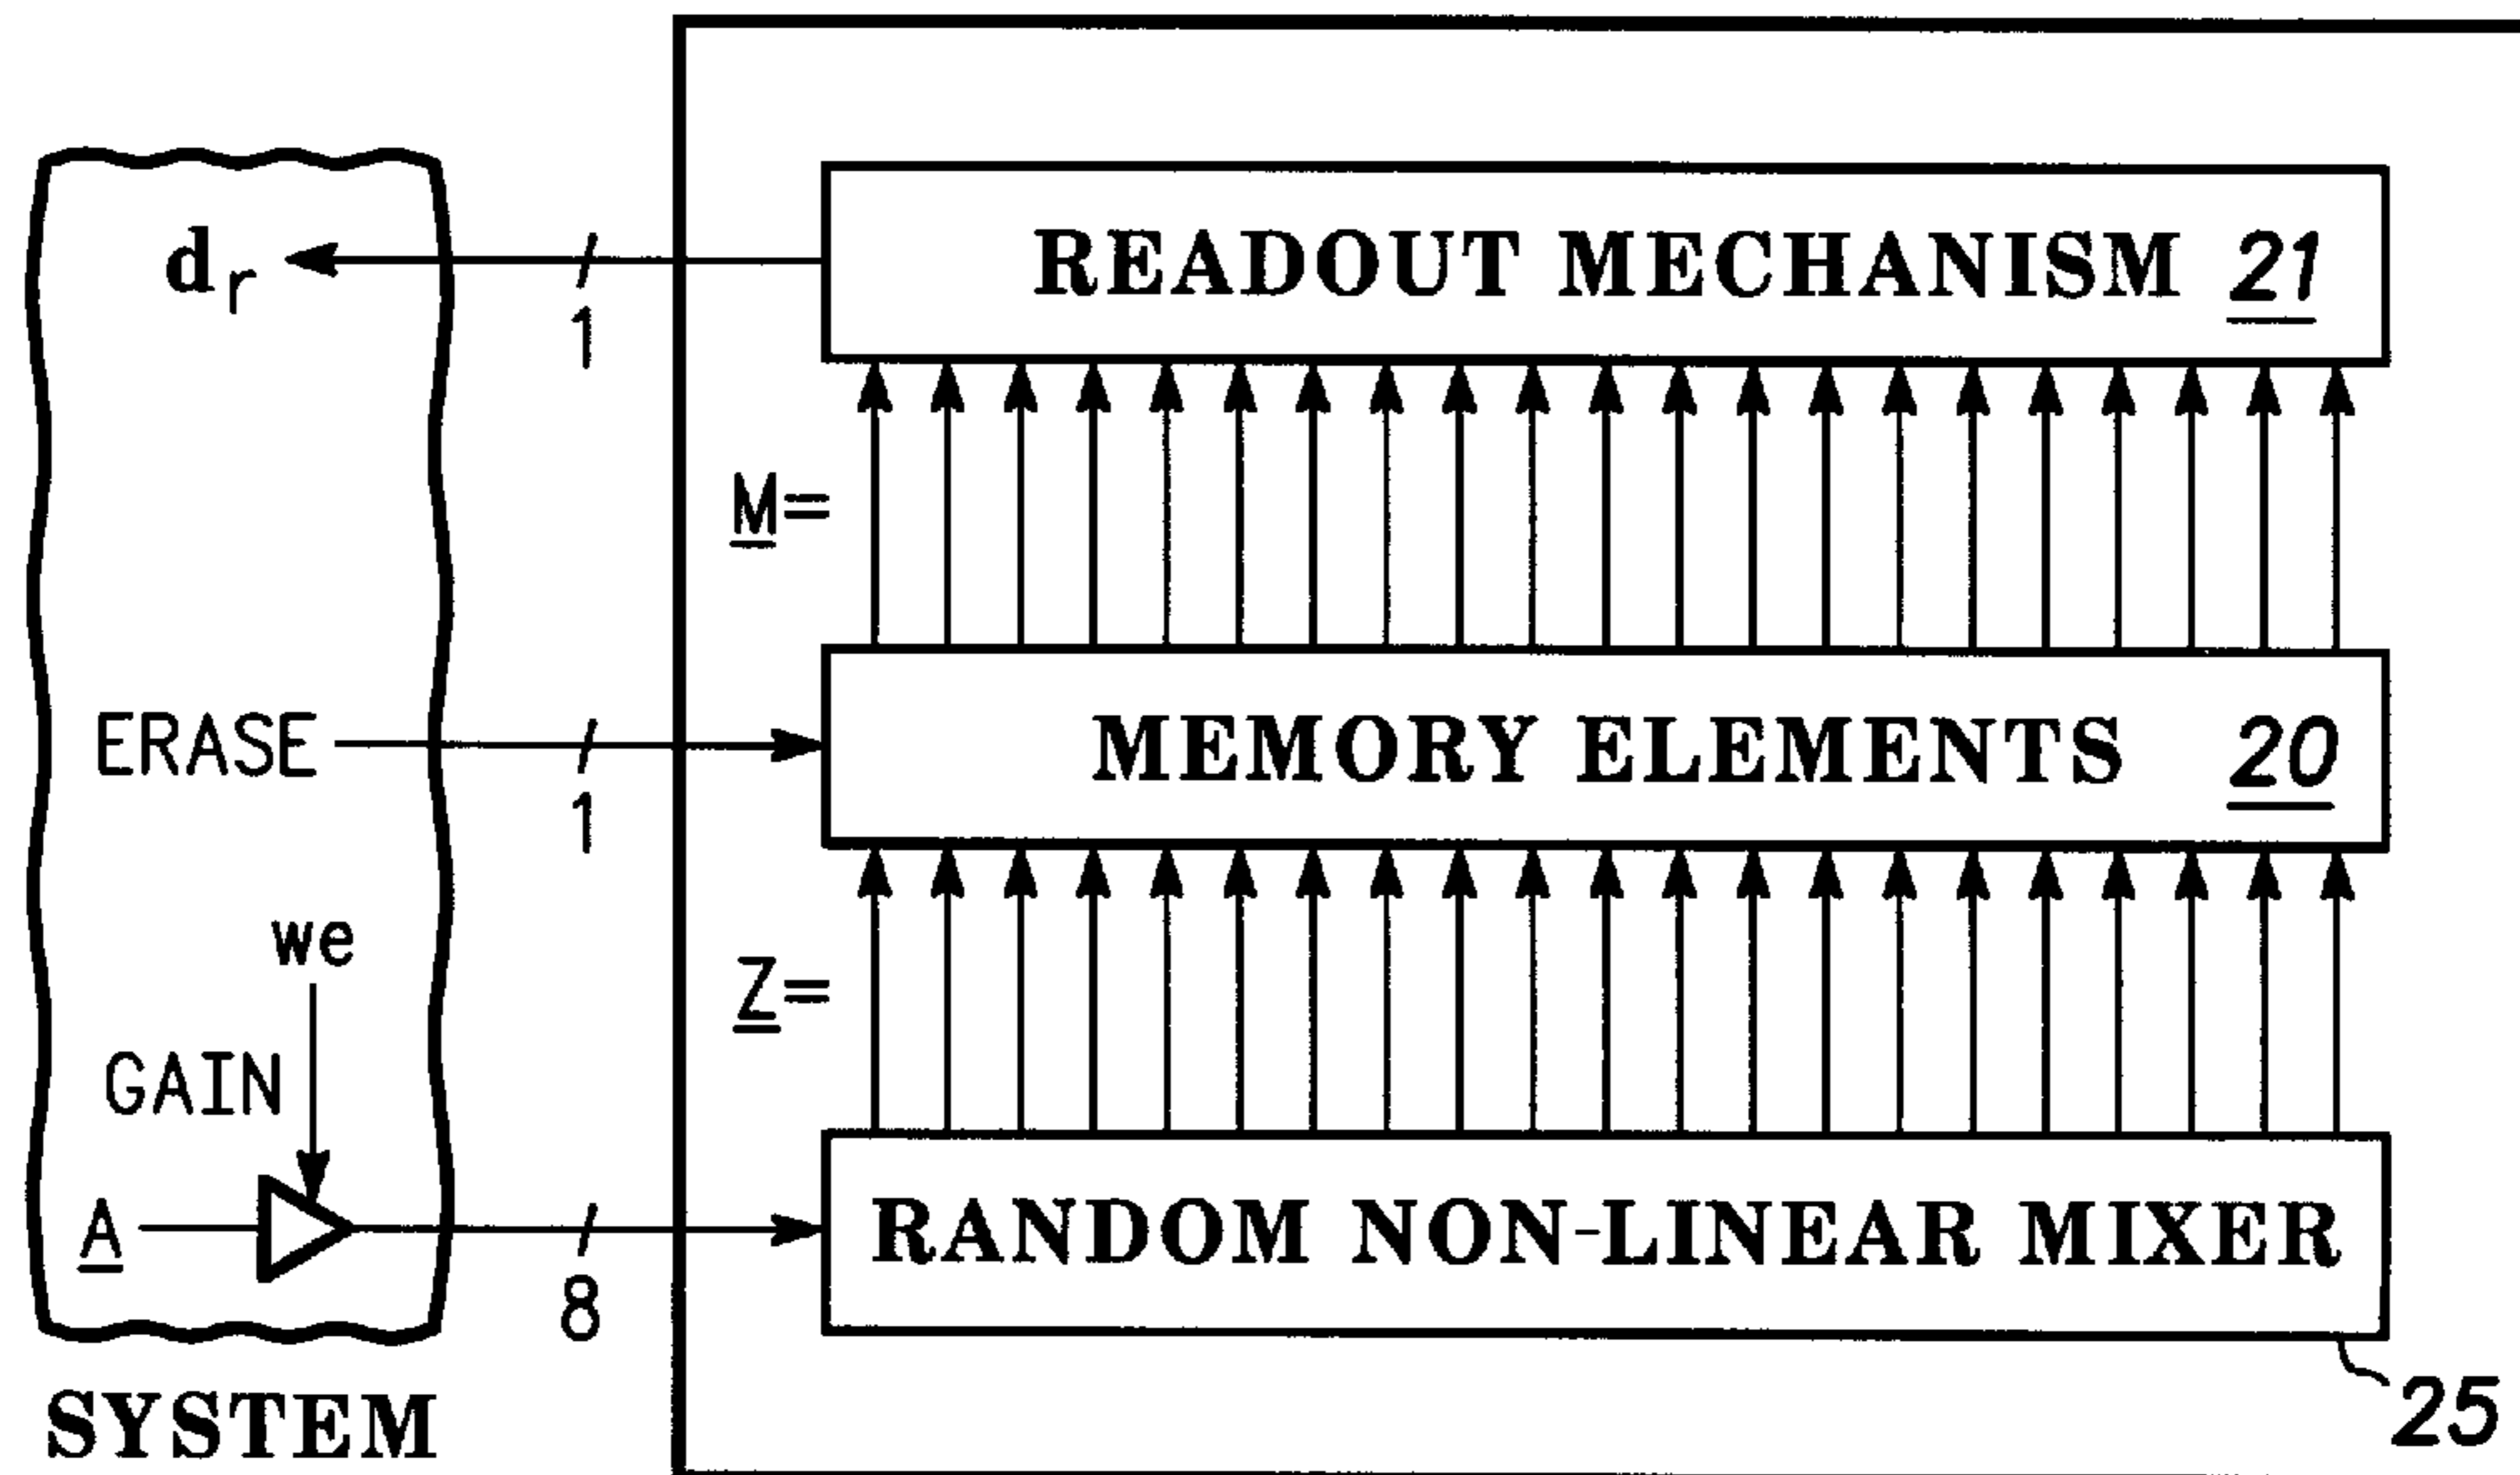 d_r
1
READOUT MECHANISM 21
M=
ERASE
1
MEMORY ELEMENTS 20
we
Z=
GAIN
A
8
RANDOM NON-LINEAR MIXER
25
SYSTEM